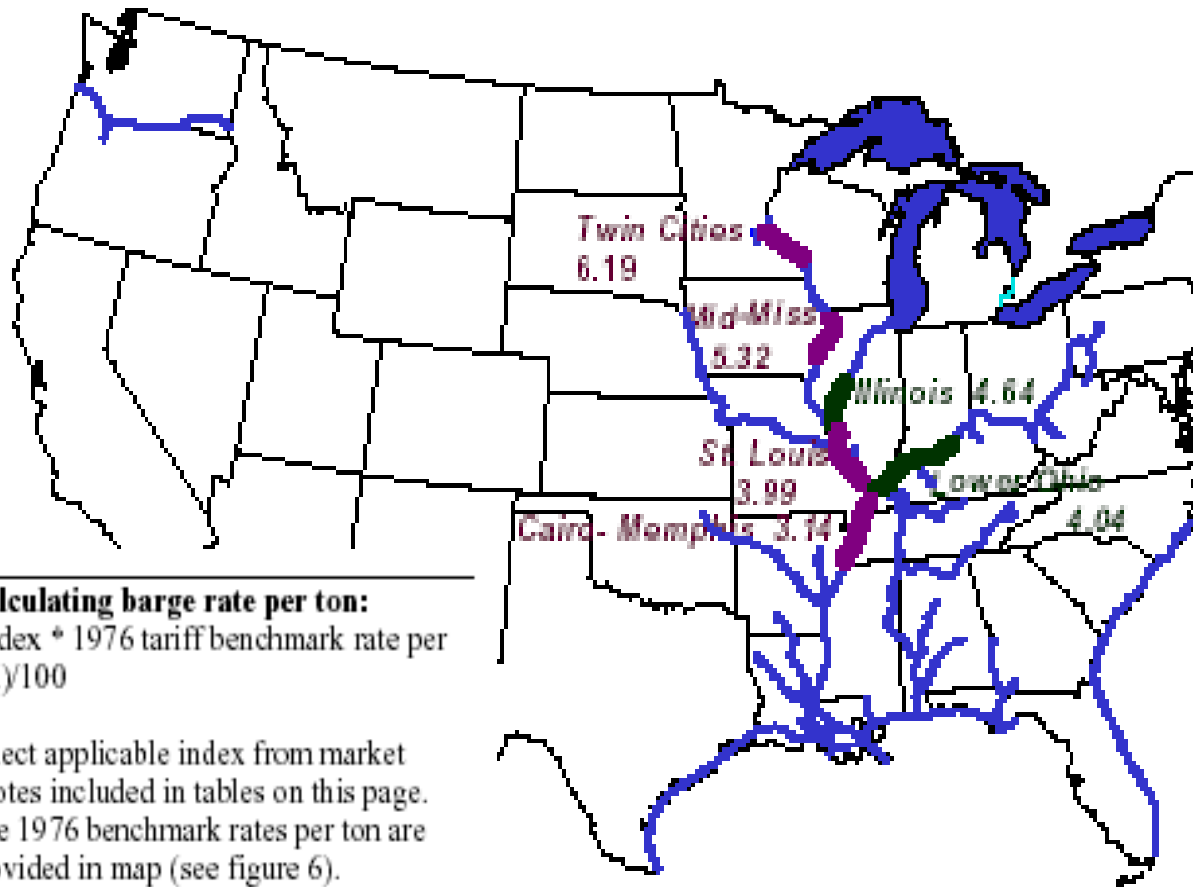 Twin Cities
6.19
Mid-Miss
5.32
Illinois 4.64
St. Louis
3.99
Lower Ohio
4.04
Cairo- Memphis 3.14
lculating barge rate per ton:
dex * 1976 tariff benchmark rate per
)/100
lect applicable index from market
otes included in tables on this page.
e 1976 benchmark rates per ton are
ovided in map (see figure 6).